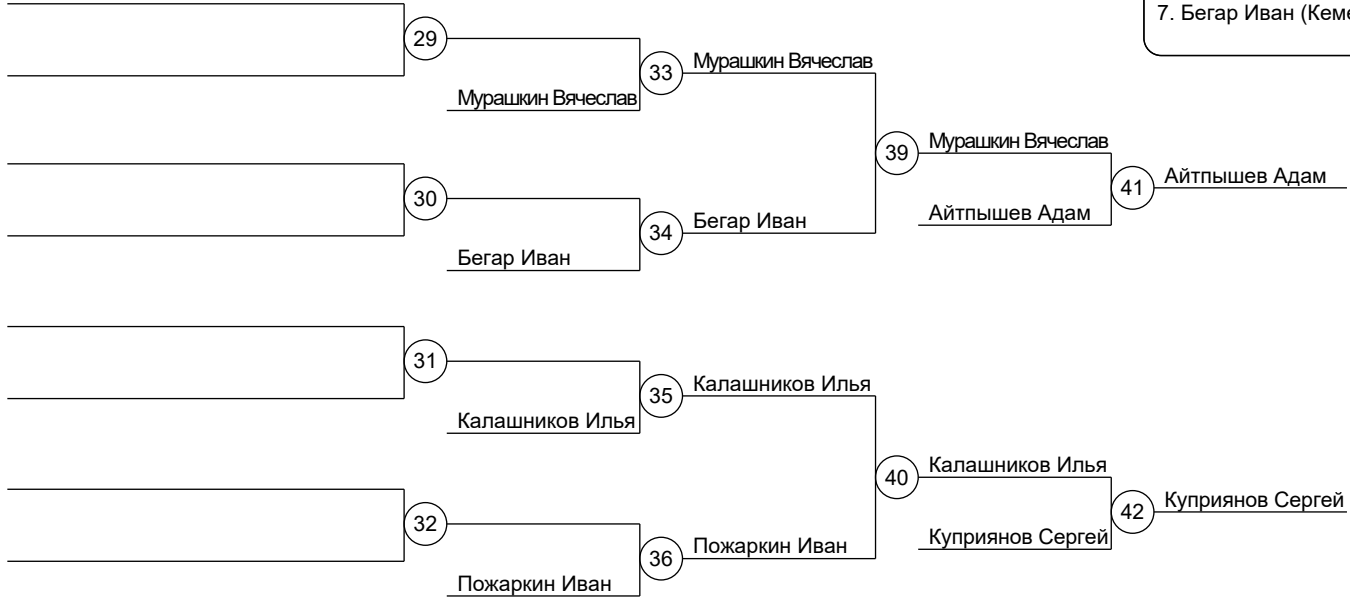 7. Бегар Иван (Кем
29
33
Мурашкин Вячеслав
Мурашкин Вячеслав
39
Мурашкин Вячеслав
41
Айтпышев Адам
30
34
Бегар Иван
Айтпышев Адам
Бегар Иван
31
35
Калашников Илья
Калашников Илья
40
Калашников Илья
42
Куприянов Сергей
32
36
Пожаркин Иван
Куприянов Сергей
Пожаркин Иван